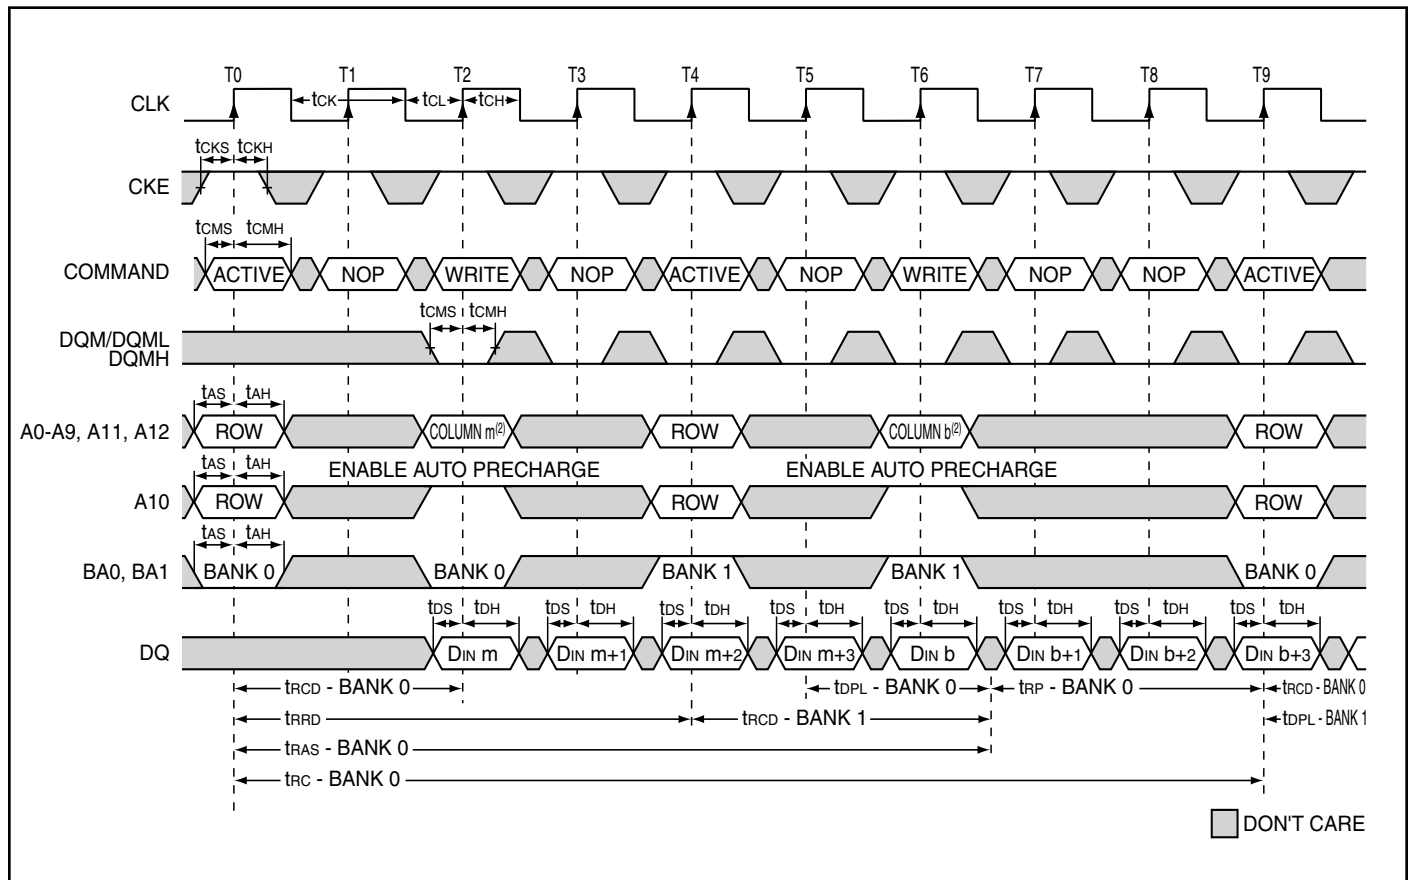 T0 T1 T2 T3 T4 T5 T6 T7 T8 T9
CLK tCK tCL tCH
tCKS tCKH
CKE
tCMS tCMH
COMMAND ACTIVE NOP WRITE NOP ACTIVE NOP WRITE NOP NOP ACTIVE
tCMS tCMH
DQM/DQML
DQMH
tAS tAH
A0-A9, A11, A12 ROW COLUMN m(2) ROW COLUMN b(2) ROW
tAS tAH ENABLE AUTO PRECHARGE ENABLE AUTO PRECHARGE
A10 ROW ROW ROW
tAS tAH
BA0, BA1 BANK 0 BANK 0 BANK 1 BANK 1 BANK 0
tDS tDH tDS tDH tDS tDH tDS tDH tDS tDH tDS tDH tDS tDH tDS tDH
DQ DIN m DIN m+1 DIN m+2 DIN m+3 DIN b DIN b+1 DIN b+2 DIN b+3
tRCD - BANK 0 tDPL - BANK 0 tRP - BANK 0 tRCD - BANK 0
tRRD tRCD - BANK 1 tDPL - BANK 1
tRAS - BANK 0
tRC - BANK 0
DON'T CARE